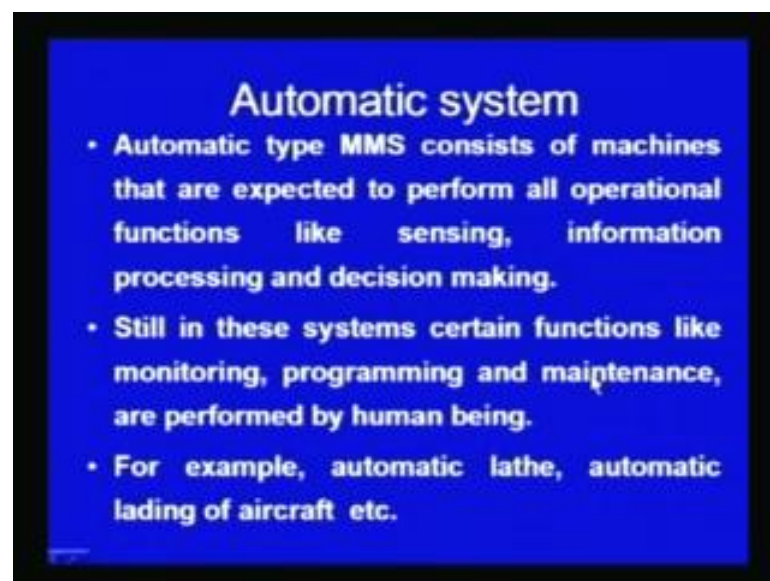 Automatic system
• Automatic type MMS consists of machines
that are expected to perform all operational
functions like sensing, information
processing and decision making.
• Still in these systems certain functions like
monitoring, programming and maintenance,
are performed by human being.
• For example, automatic lathe, automatic
lading of aircraft etc.